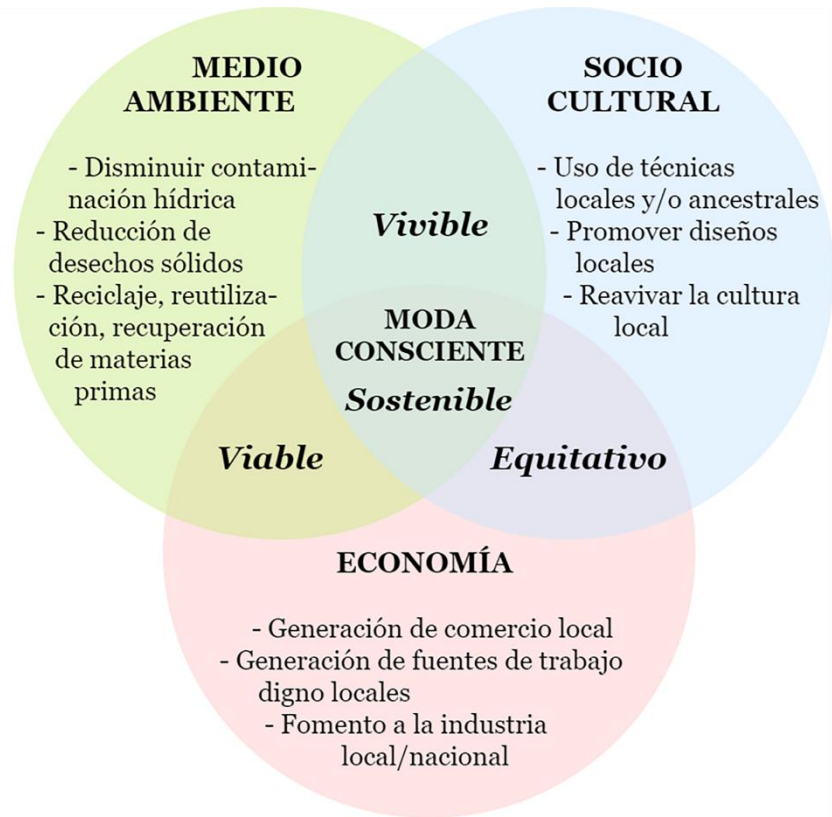 MEDIO
AMBIENTE
- Disminuir contami-
nación hídrica
- Reducción de
desechos sólidos
- Reciclaje, reutiliza-
ción, recuperación
de materias
primas
SOCIO
CULTURAL
- Uso de técnicas
locales y/o ancestrales
- Promover diseños
locales
- Reavivar la cultura
local
Vivible
MODA
CONSCIENTE
Sostenible
Viable
Equitativo
ECONOMÍA
- Generación de comercio local
- Generación de fuentes de trabajo
digno locales
- Fomento a la industria
local/nacional